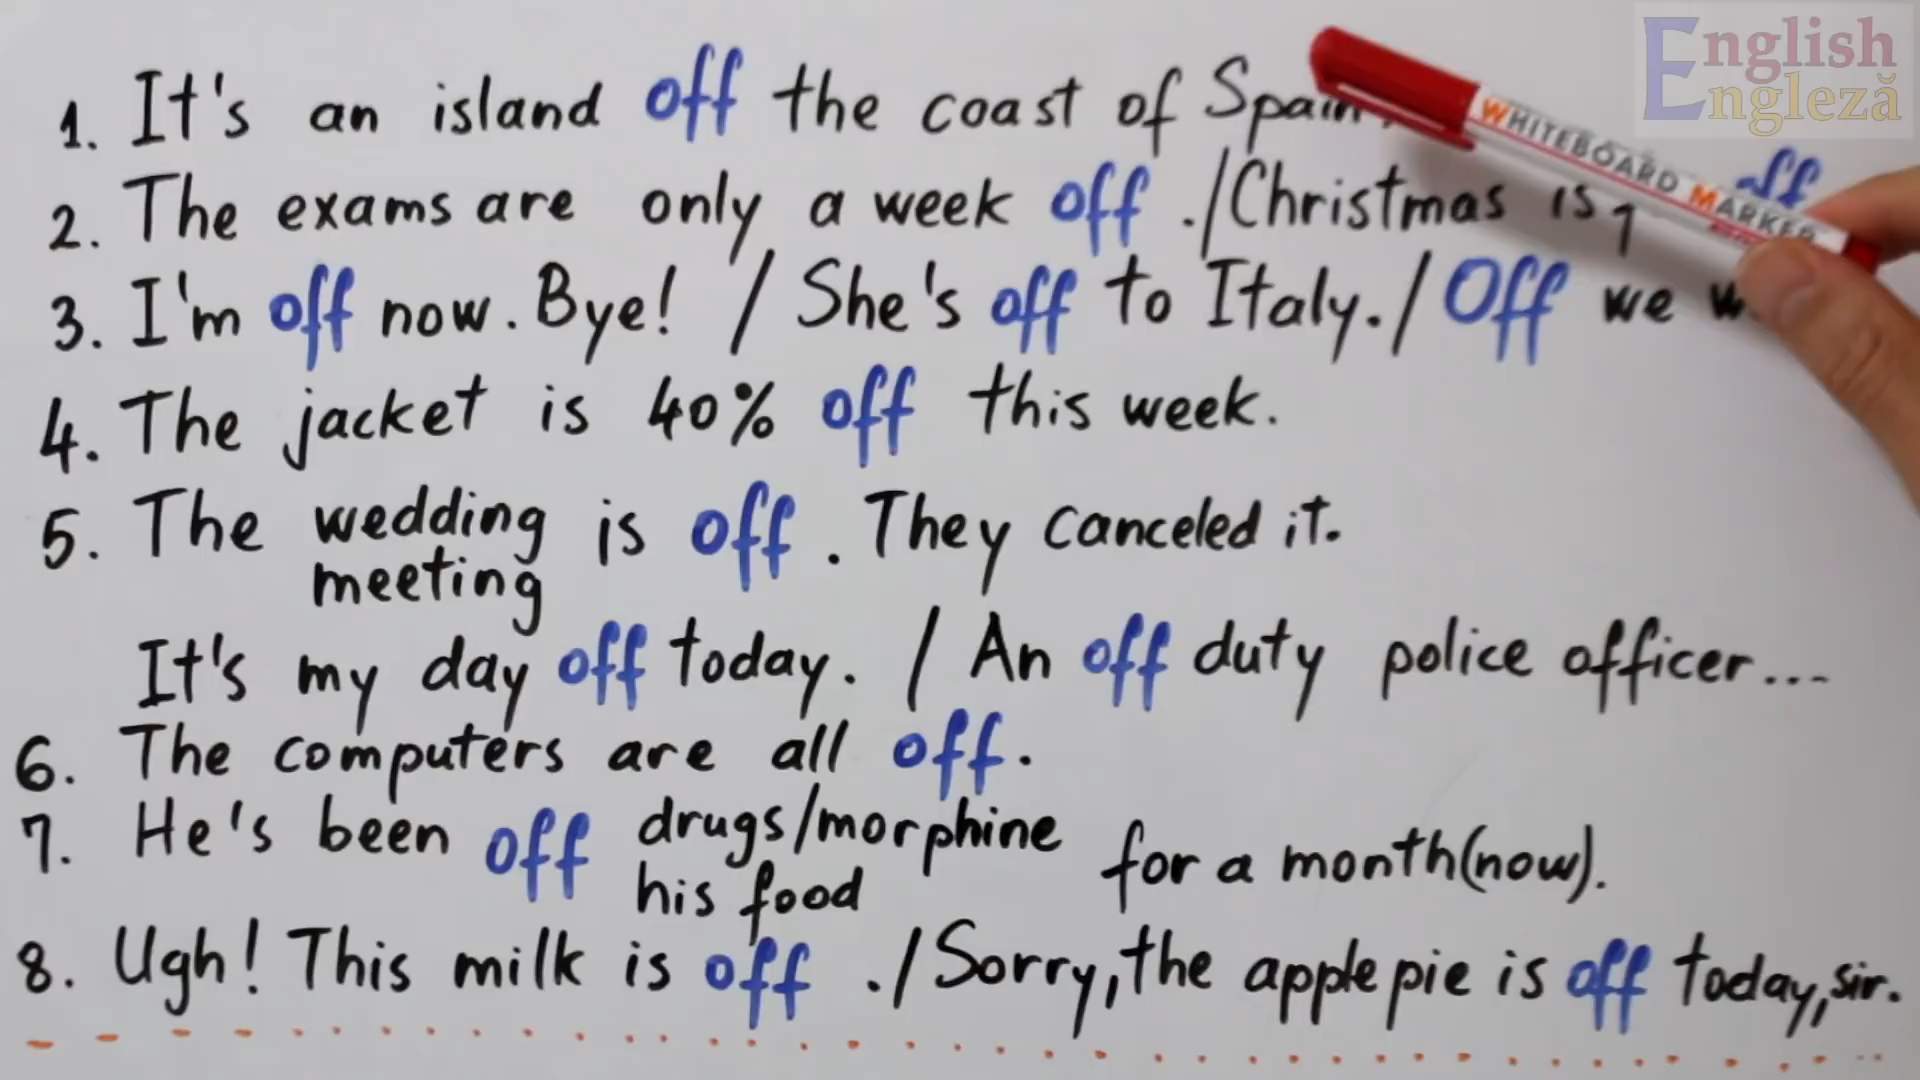 English
Engleză
1. It's an island off the coast of Spain.
WHITEBOARD MARKER
2. The exams are only a week off ./Christmas is off
3. I'm off now. Bye! / She's off to Italy. / Off we
4. The jacket is 40% off this week.
5. The wedding is off . They canceled it.
meeting
It's my day off today. / An off duty police officer...
6. The computers are all off.
7. He's been off drugs/morphine for a month (now).
his food
8. Ugh! This milk is off ./Sorry, the apple pie is off today, sir.